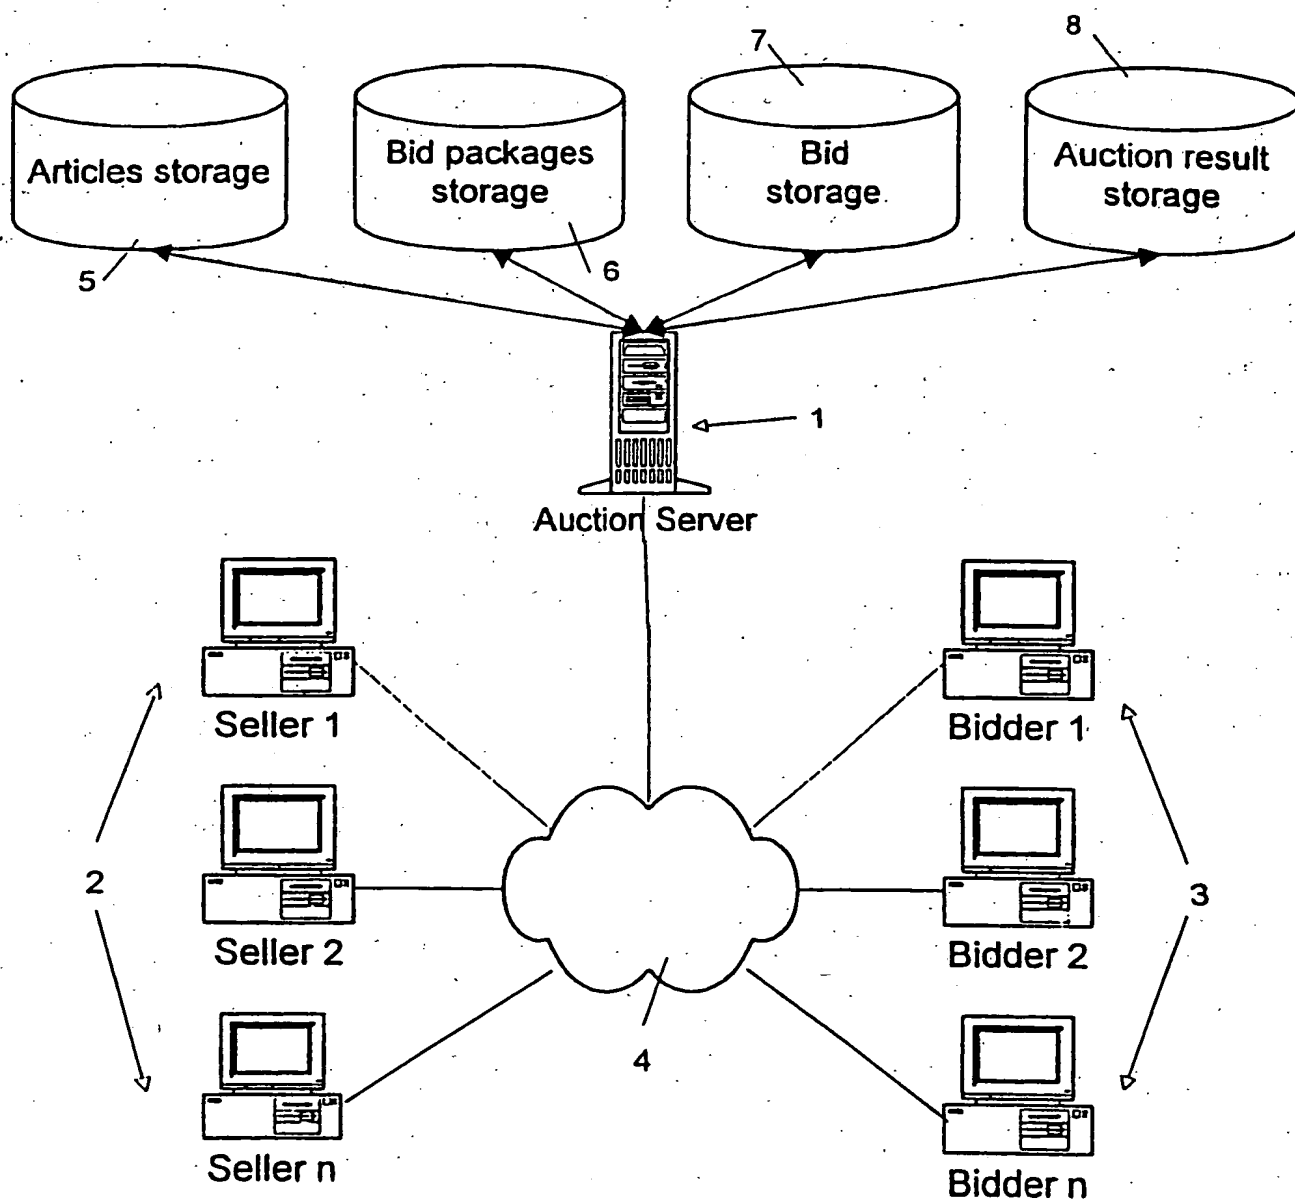 7
8
Articles storage
Bid packages
storage
Bid
storage
Auction result
storage
5
6
1
Auction Server
Seller 1
Bidder 1
2
3
Seller 2
Bidder 2
4
Seller n
Bidder n